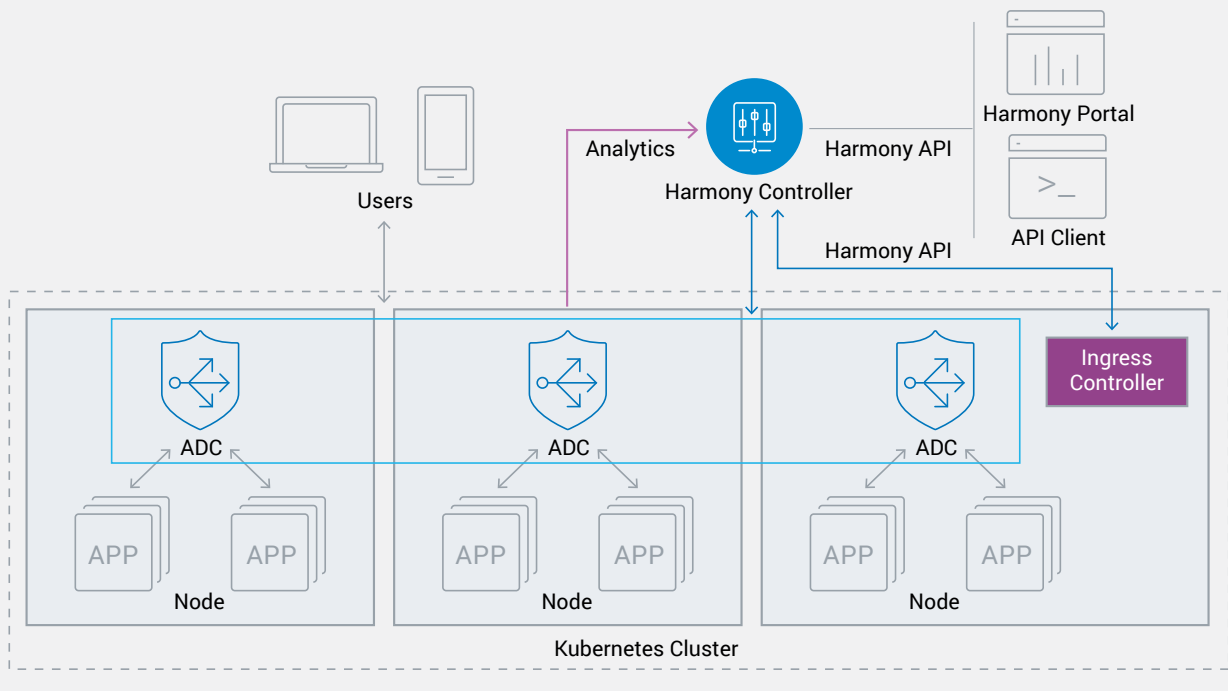 Harmony Portal
Analytics
Harmony API
Harmony Controller
Users
>_
API Client
Harmony API
Ingress
Controller
ADC
ADC
ADC
APP
APP
APP
APP
APP
APP
Node
Node
Node
Kubernetes Cluster